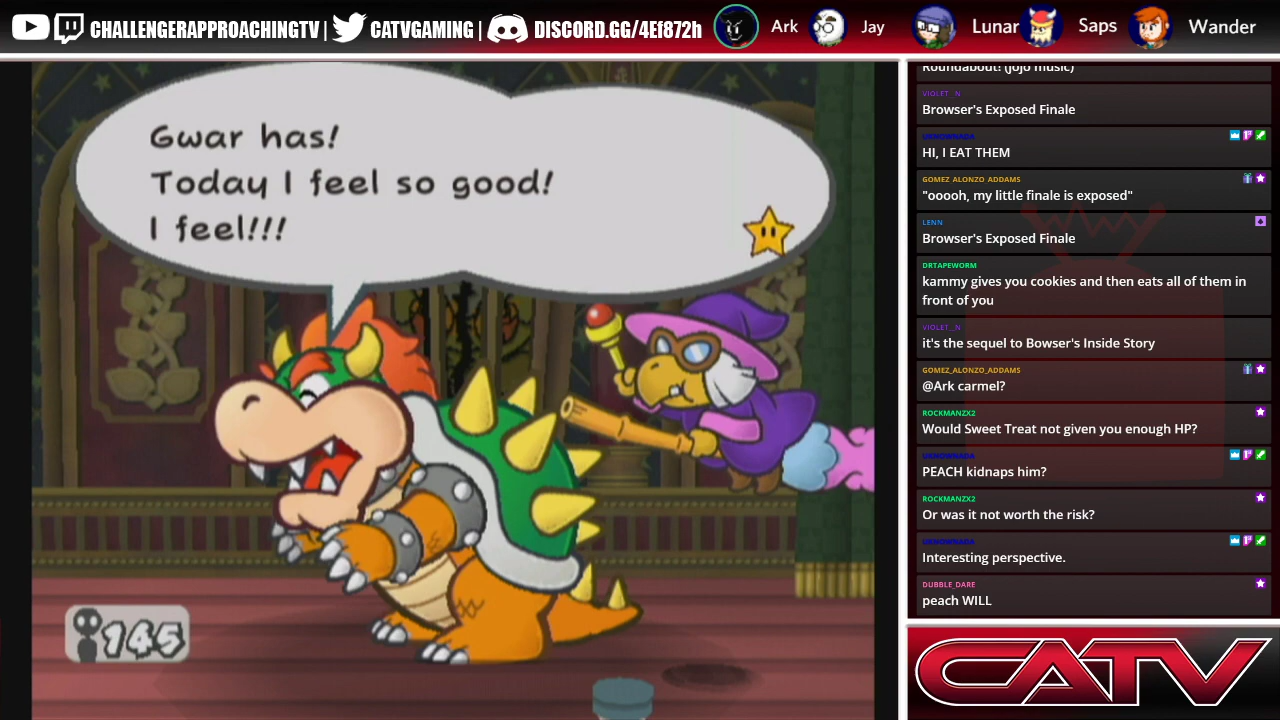 CHALLENGERAPPROACHINGTV | CATVGAMING | DISCORD.GG/4Ef872h
Ark
Jay
Lunar
Saps
Wander
Gwar has!
Today I feel so good!
I feel!!!
145
Roundabout! (jojo music)
VIOLET__N
Browser's Exposed Finale
HI, I EAT THEM
GOMEZ_ALONZO_ADDAMS
"ooooh, my little finale is exposed"
LENN
Browser's Exposed Finale
DRTAPEWORM
kammy gives you cookies and then eats all of them in
front of you
VIOLET__N
it's the sequel to Bowser's Inside Story
GOMEZ_ALONZO_ADDAMS
@Ark carmel?
ROCKMANZX2
Would Sweet Treat not given you enough HP?
PEACH kidnaps him?
ROCKMANZX2
Or was it not worth the risk?
Interesting perspective.
DUBBLE_DARE
peach WILL
CATV